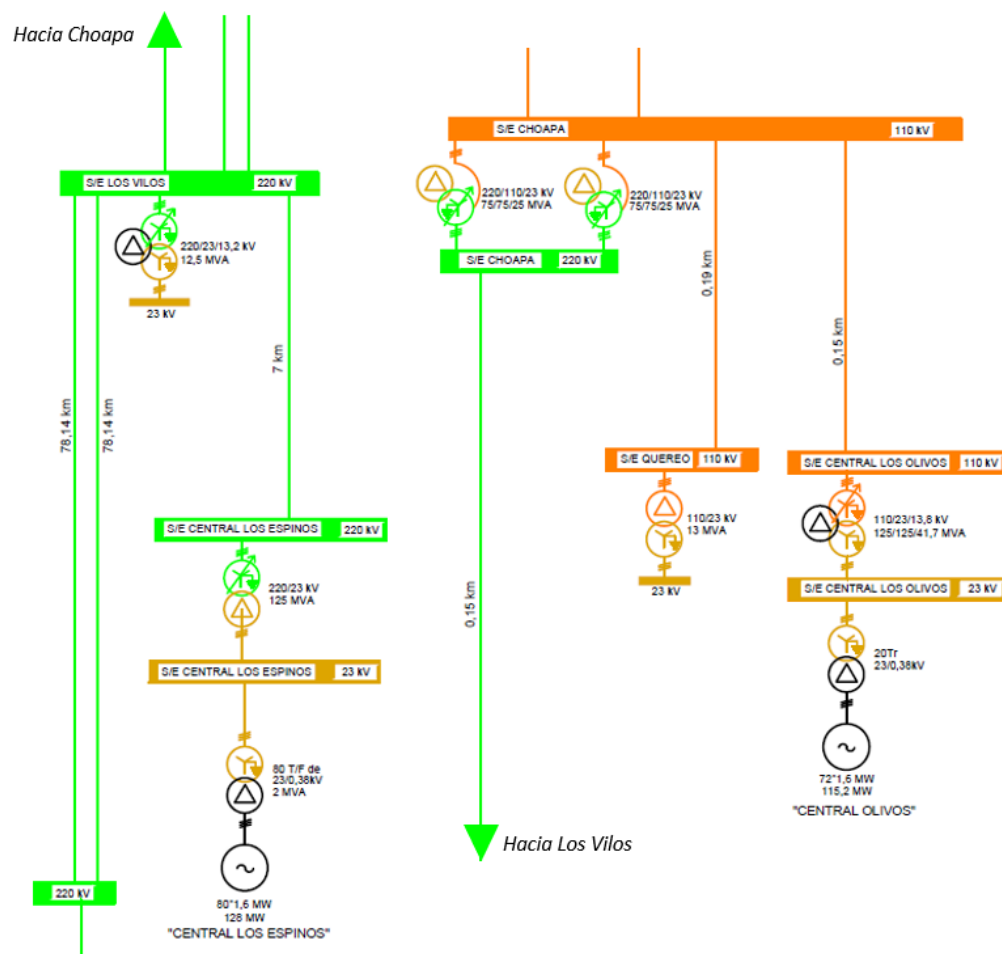 Hacia Choapa
S/E LOS VILOS
220 kV
220/23/13,2 kV
12,5 MVA
23 kV
78,14 km
78,14 km
7 km
S/E CENTRAL LOS ESPINOS
220 kV
220/23 kV
125 MVA
S/E CENTRAL LOS ESPINOS
23 kV
80 T/F de
23/0,38kV
2 MVA
80*1,6 MW
128 MW
"CENTRAL LOS ESPINOS"
220 kV
S/E CHOAPA
110 kV
220/110/23 kV
75/75/25 MVA
220/110/23 kV
75/75/25 MVA
S/E CHOAPA
220 kV
0,15 km
Hacia Los Vilos
0,19 km
S/E QUEREO
110 kV
110/23 kV
13 MVA
23 kV
0,15 km
S/E CENTRAL LOS OLIVOS
110 kV
110/23/13,8 kV
125/125/41,7 MVA
S/E CENTRAL LOS OLIVOS
23 kV
20Tr
23/0,38kV
72*1,6 MW
115,2 MW
"CENTRAL OLIVOS"